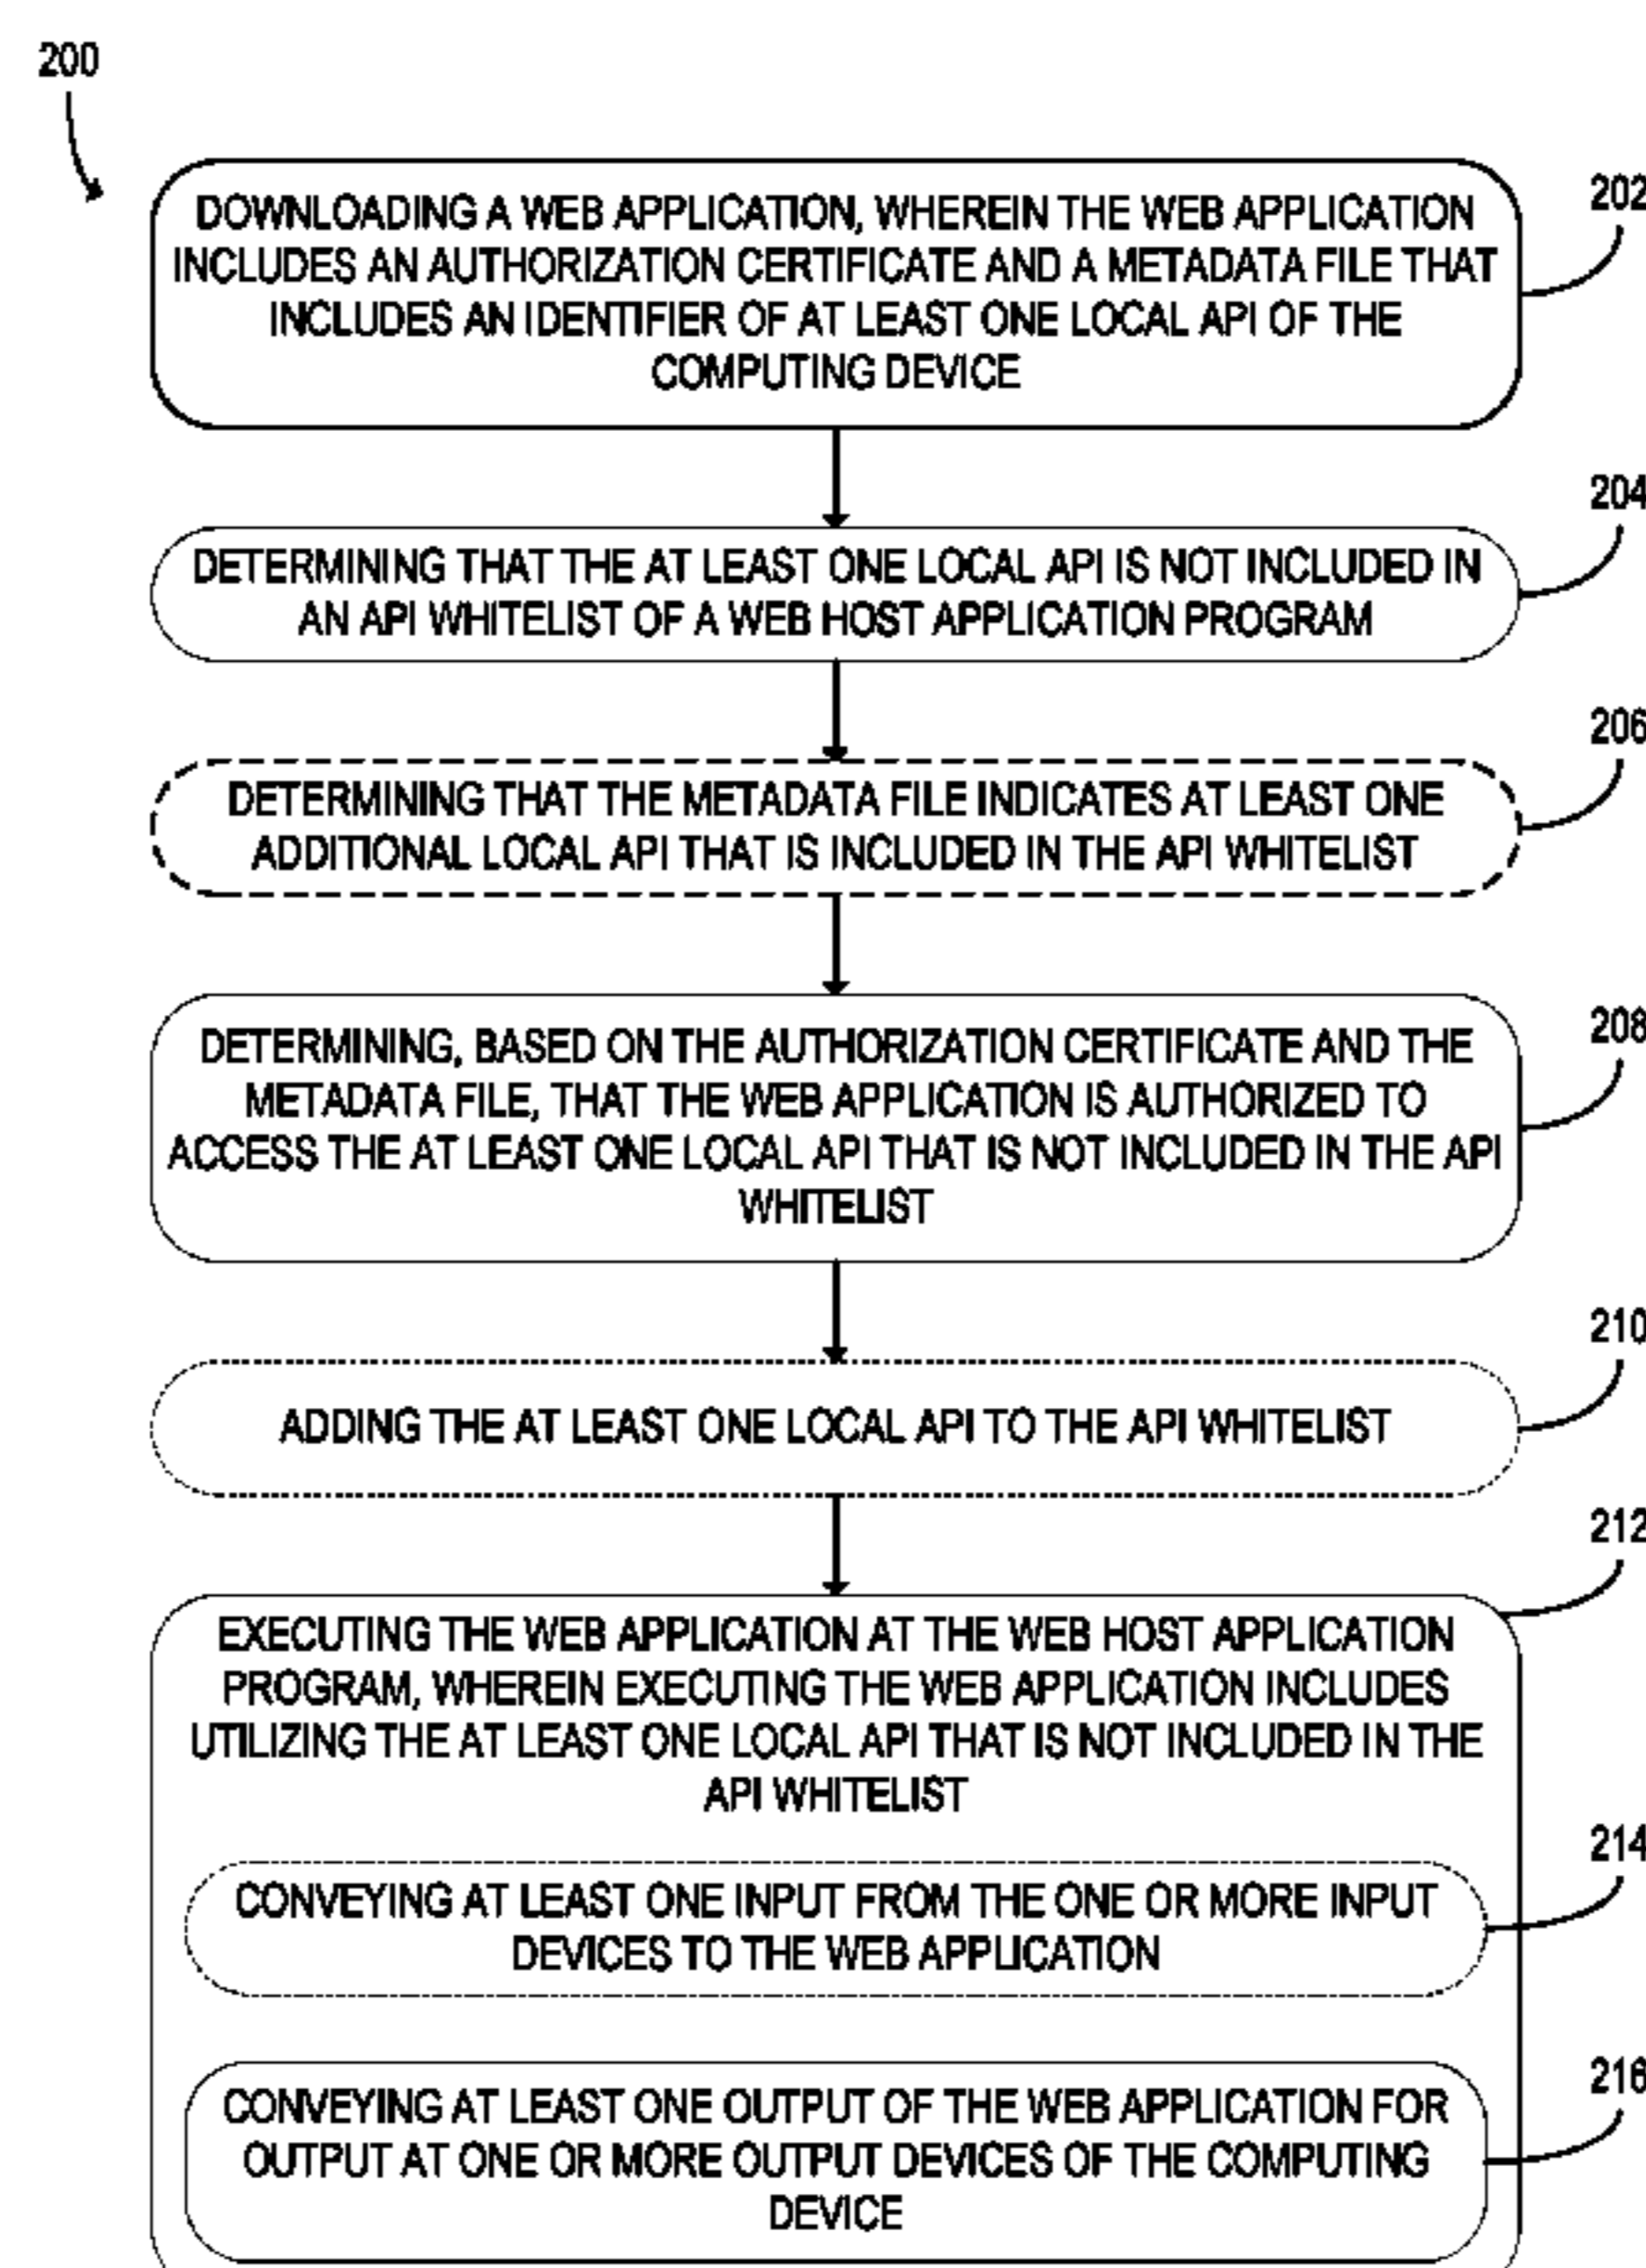 200
202
DOWNLOADING A WEB APPLICATION, WHEREIN THE WEB APPLICATION
INCLUDES AN AUTHORIZATION CERTIFICATE AND A METADATA FILE THAT
INCLUDES AN IDENTIFIER OF AT LEAST ONE LOCAL API OF THE
COMPUTING DEVICE
204
DETERMINING THAT THE AT LEAST ONE LOCAL API IS NOT INCLUDED IN
AN API WHITELIST OF A WEB HOST APPLICATION PROGRAM
206
DETERMINING THAT THE METADATA FILE INDICATES AT LEAST ONE
ADDITIONAL LOCAL API THAT IS INCLUDED IN THE API WHITELIST
208
DETERMINING, BASED ON THE AUTHORIZATION CERTIFICATE AND THE
METADATA FILE, THAT THE WEB APPLICATION IS AUTHORIZED TO
ACCESS THE AT LEAST ONE LOCAL API THAT IS NOT INCLUDED IN THE API
WHITELIST
210
ADDING THE AT LEAST ONE LOCAL API TO THE API WHITELIST
212
EXECUTING THE WEB APPLICATION AT THE WEB HOST APPLICATION
PROGRAM, WHEREIN EXECUTING THE WEB APPLICATION INCLUDES
UTILIZING THE AT LEAST ONE LOCAL API THAT IS NOT INCLUDED IN THE
API WHITELIST
214
CONVEYING AT LEAST ONE INPUT FROM THE ONE OR MORE INPUT
DEVICES TO THE WEB APPLICATION
216
CONVEYING AT LEAST ONE OUTPUT OF THE WEB APPLICATION FOR
OUTPUT AT ONE OR MORE OUTPUT DEVICES OF THE COMPUTING
DEVICE